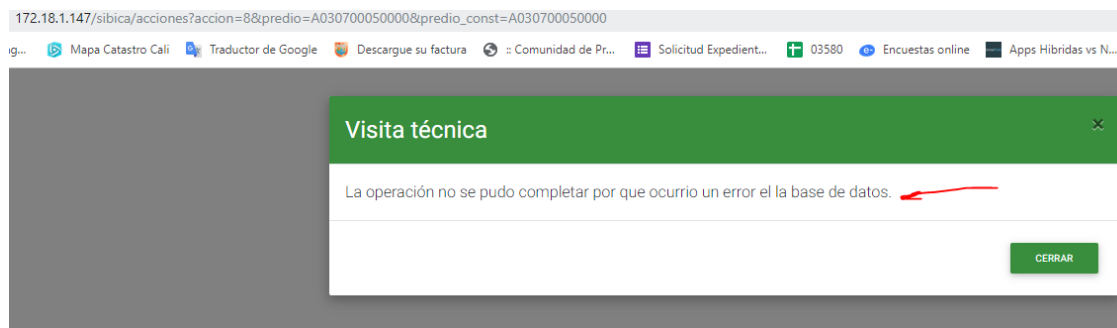 172.18.1.147/sibica/acciones?accion=8&predio=A030700050000&predio_const=A030700050000
g... Mapa Catastro Cali Traductor de Google Descargue su factura :: Comunidad de Pr... Solicitud Expedient... 03580 Encuestas online Apps Hibridas vs N...
Visita técnica ×
La operación no se pudo completar por que ocurrio un error el la base de datos.
CERRAR